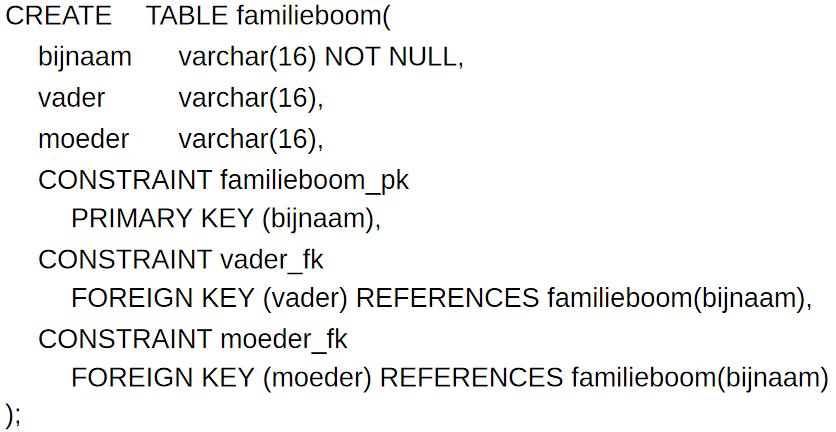 CREATE TABLE familieboom(
bijnaam varchar(16) NOT NULL,
vader varchar(16),
moeder varchar(16),
CONSTRAINT familieboom_pk
PRIMARY KEY (bijnaam),
CONSTRAINT vader_fk
FOREIGN KEY (vader) REFERENCES familieboom(bijnaam),
CONSTRAINT moeder_fk
FOREIGN KEY (moeder) REFERENCES familieboom(bijnaam)
);